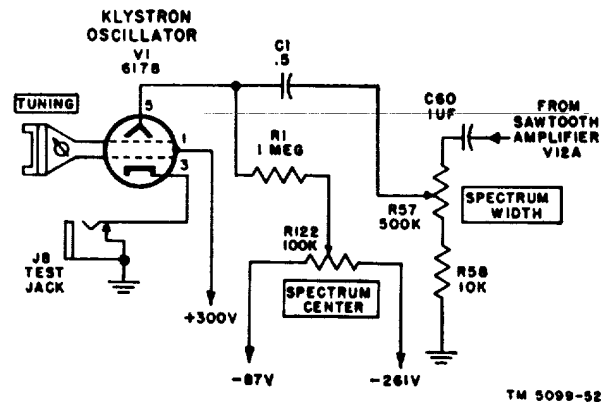 KLYSTRON
OSCILLATOR
V1
6178
TUNING
5
1
3
C1
.5
R1
1 MEG
C60
1UF
FROM
SAWTOOTH
AMPLIFIER
V12A
R57
500K
SPECTRUM
WIDTH
J8
TEST
JACK
R122
100K
SPECTRUM
CENTER
R58
10K
+300V
-87V
-261V
TM 5099-52